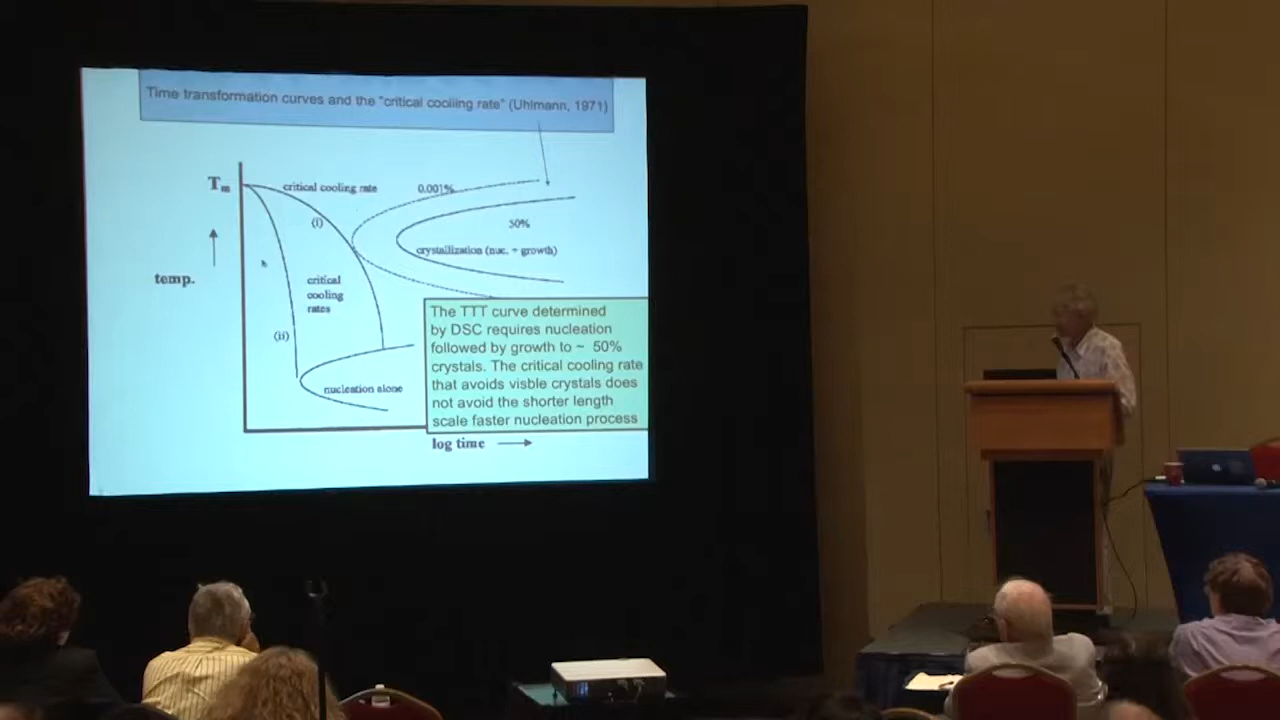 Time transformation curves and the "critical coolling rate" (Uhlmann, 1971)
Tm
critical cooling rate
0.001%
(i)
50%
crystallization (nuc. + growth)
temp.
critical
cooling
rates
(ii)
nucleation alone
The TTT curve determined
by DSC requires nucleation
followed by growth to ~ 50%
crystals. The critical cooling rate
that avoids visble crystals does
not avoid the shorter length
scale faster nucleation process
log time